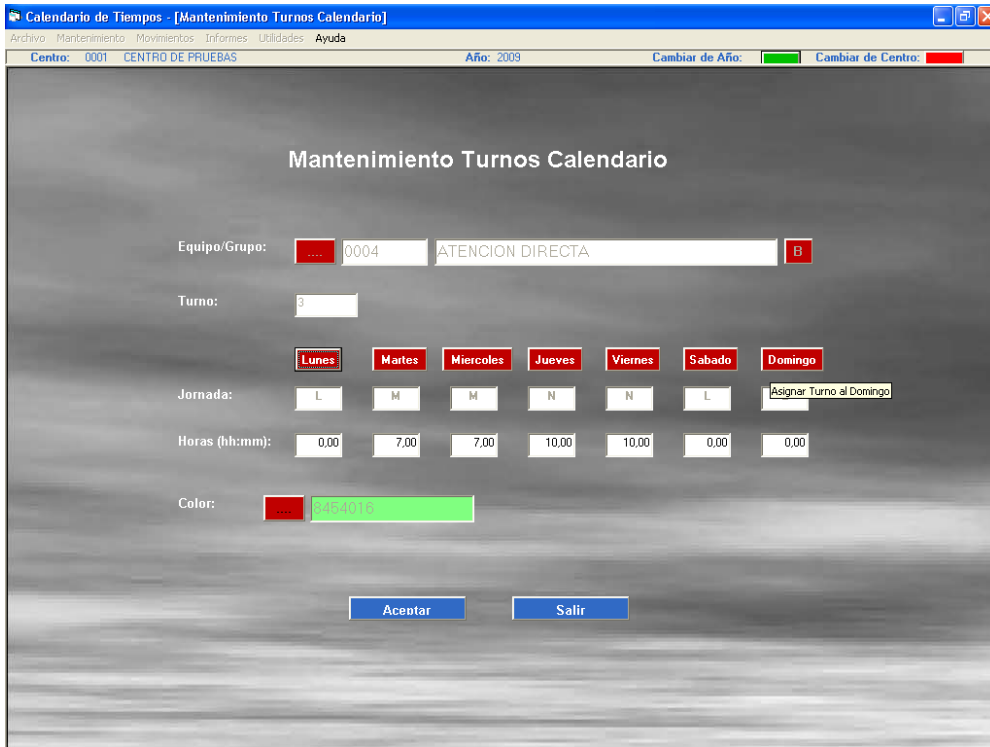 Calendario de Tiempos - [Mantenimiento Turnos Calendario]
Archivo Mantenimiento Movimientos Informes Utilidades Ayuda
Centro: 0001 CENTRO DE PRUEBAS Año: 2009 Cambiar de Año: Cambiar de Centro:
Mantenimiento Turnos Calendario
Equipo/Grupo: .... 0004 ATENCION DIRECTA B
Turno: 3
Lunes Martes Miercoles Jueves Viernes Sabado Domingo
Asignar Turno al Domingo
Jornada: L M M N N L
Horas (hh:mm): 0,00 7,00 7,00 10,00 10,00 0,00 0,00
Color: .... 8454016
Aceptar Salir